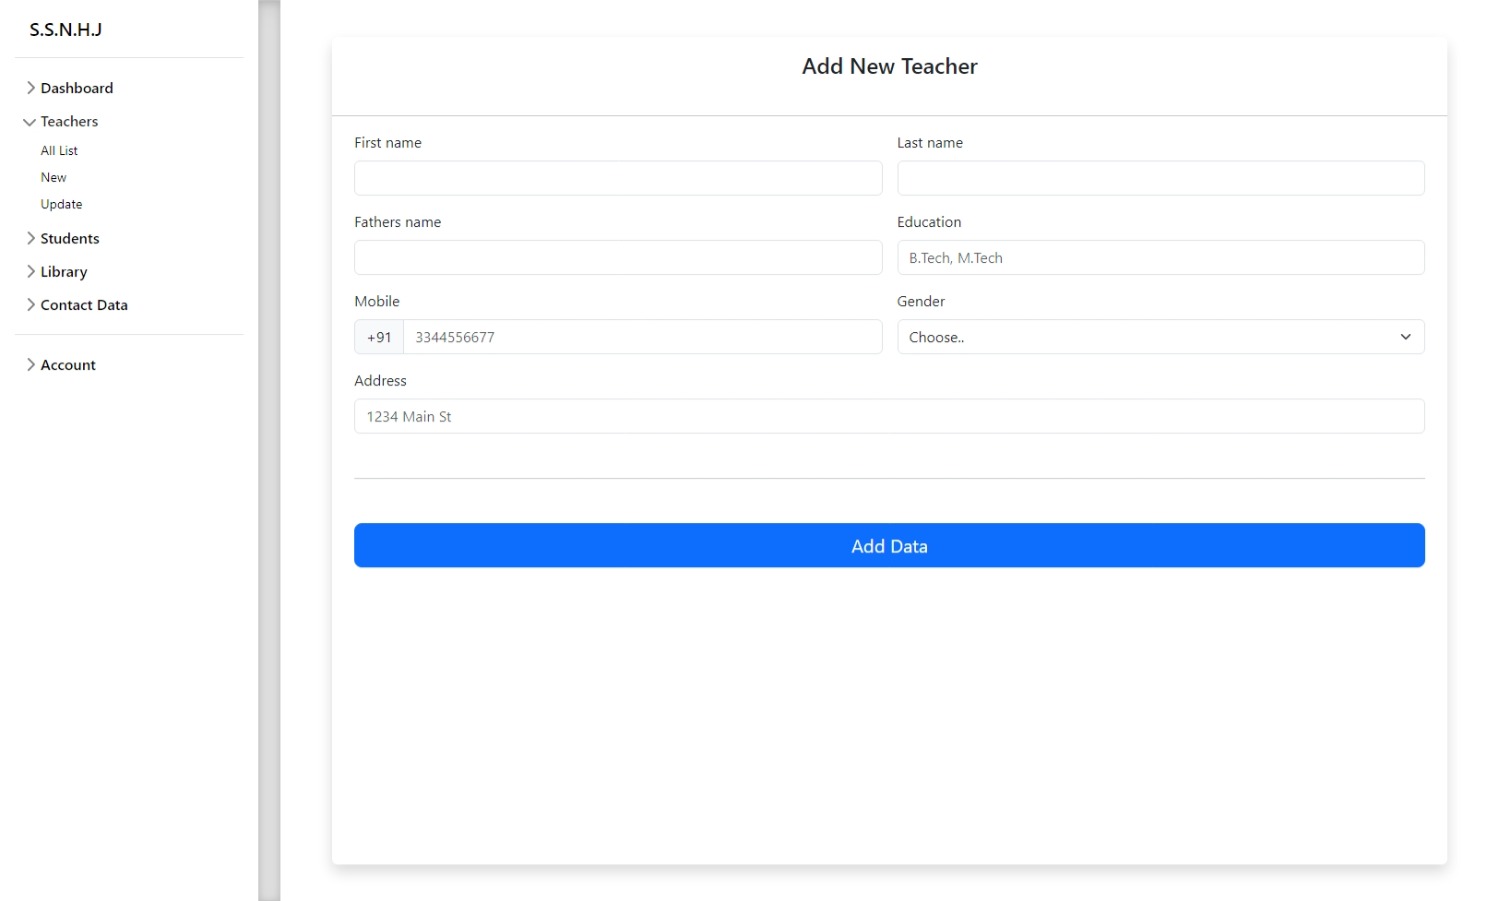 S.S.N.H.J
Dashboard
Teachers
All List
New
Update
Students
Library
Contact Data
Account
Add New Teacher
First name
Last name
Fathers name
Education
B.Tech, M.Tech
Mobile
Gender
+91 3344556677
Choose..
Address
1234 Main St
Add Data